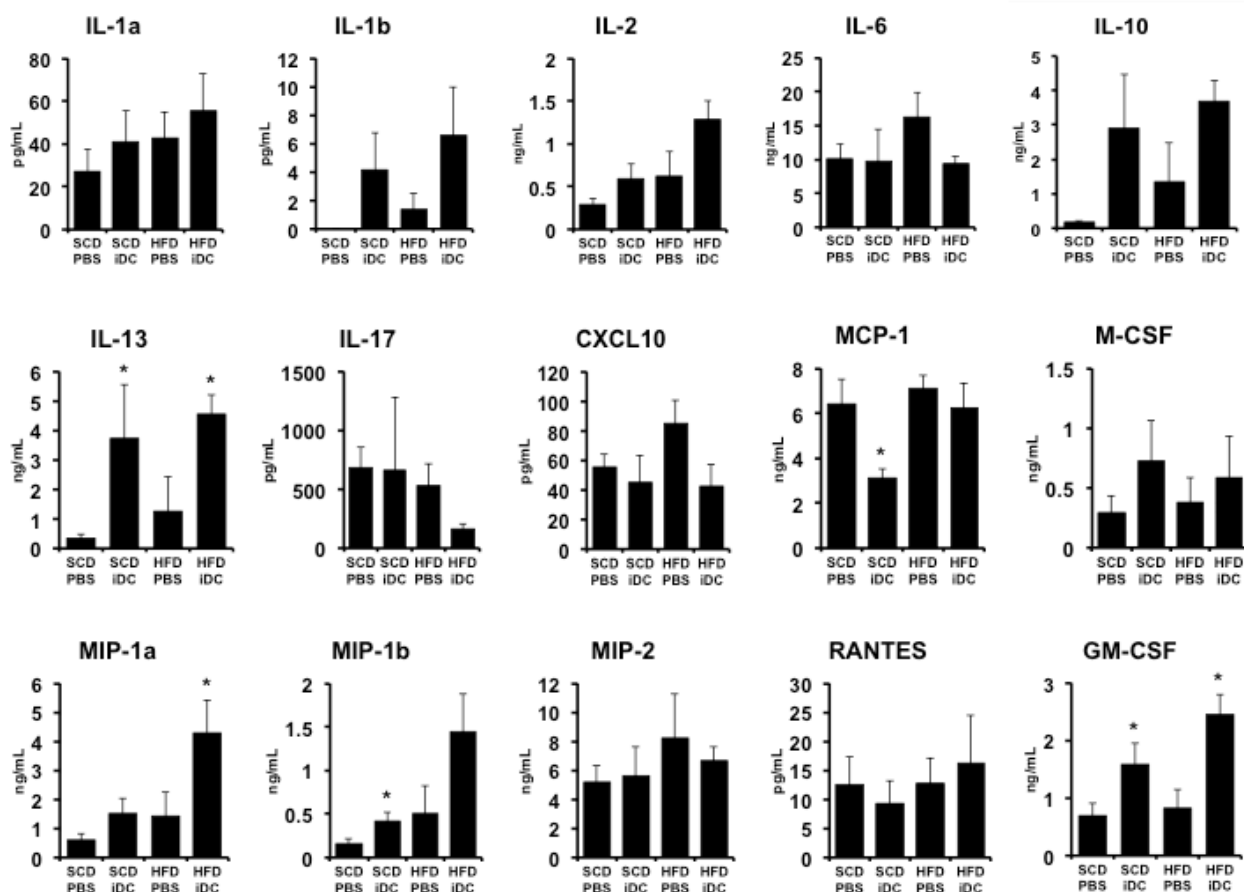 IL-1a IL-1b IL-2 IL-6 IL-10
80 60 40 20 0 pg/mL
SCD SCD HFD HFD
PBS iDC PBS iDC
12 10 8 6 4 2 0 pg/mL
SCD SCD HFD HFD
PBS iDC PBS iDC
2 1.5 1 0.5 0 ng/mL
SCD SCD HFD HFD
PBS iDC PBS iDC
25 20 15 10 5 0 ng/mL
SCD SCD HFD HFD
PBS iDC PBS iDC
5 4 3 2 1 0 ng/mL
SCD SCD HFD HFD
PBS iDC PBS iDC
IL-13 IL-17 CXCL10 MCP-1 M-CSF
6 5 4 3 2 1 0 ng/mL
* *
SCD SCD HFD HFD
PBS iDC PBS iDC
1500 1000 500 0 pg/mL
SCD SCD HFD HFD
PBS iDC PBS iDC
120 100 80 60 40 20 0 pg/mL
SCD SCD HFD HFD
PBS iDC PBS iDC
8 6 4 2 0 ng/mL
*
SCD SCD HFD HFD
PBS iDC PBS iDC
1.5 1 0.5 0 ng/mL
SCD SCD HFD HFD
PBS iDC PBS iDC
MIP-1a MIP-1b MIP-2 RANTES GM-CSF
6 5 4 3 2 1 0 ng/mL
*
SCD SCD HFD HFD
PBS iDC PBS iDC
2 1.5 1 0.5 0 ng/mL
*
SCD SCD HFD HFD
PBS iDC PBS iDC
12 10 8 6 4 2 0 ng/mL
SCD SCD HFD HFD
PBS iDC PBS iDC
30 25 20 15 10 5 0 pg/mL
SCD SCD HFD HFD
PBS iDC PBS iDC
3 2 1 0 ng/mL
* *
SCD SCD HFD HFD
PBS iDC PBS iDC